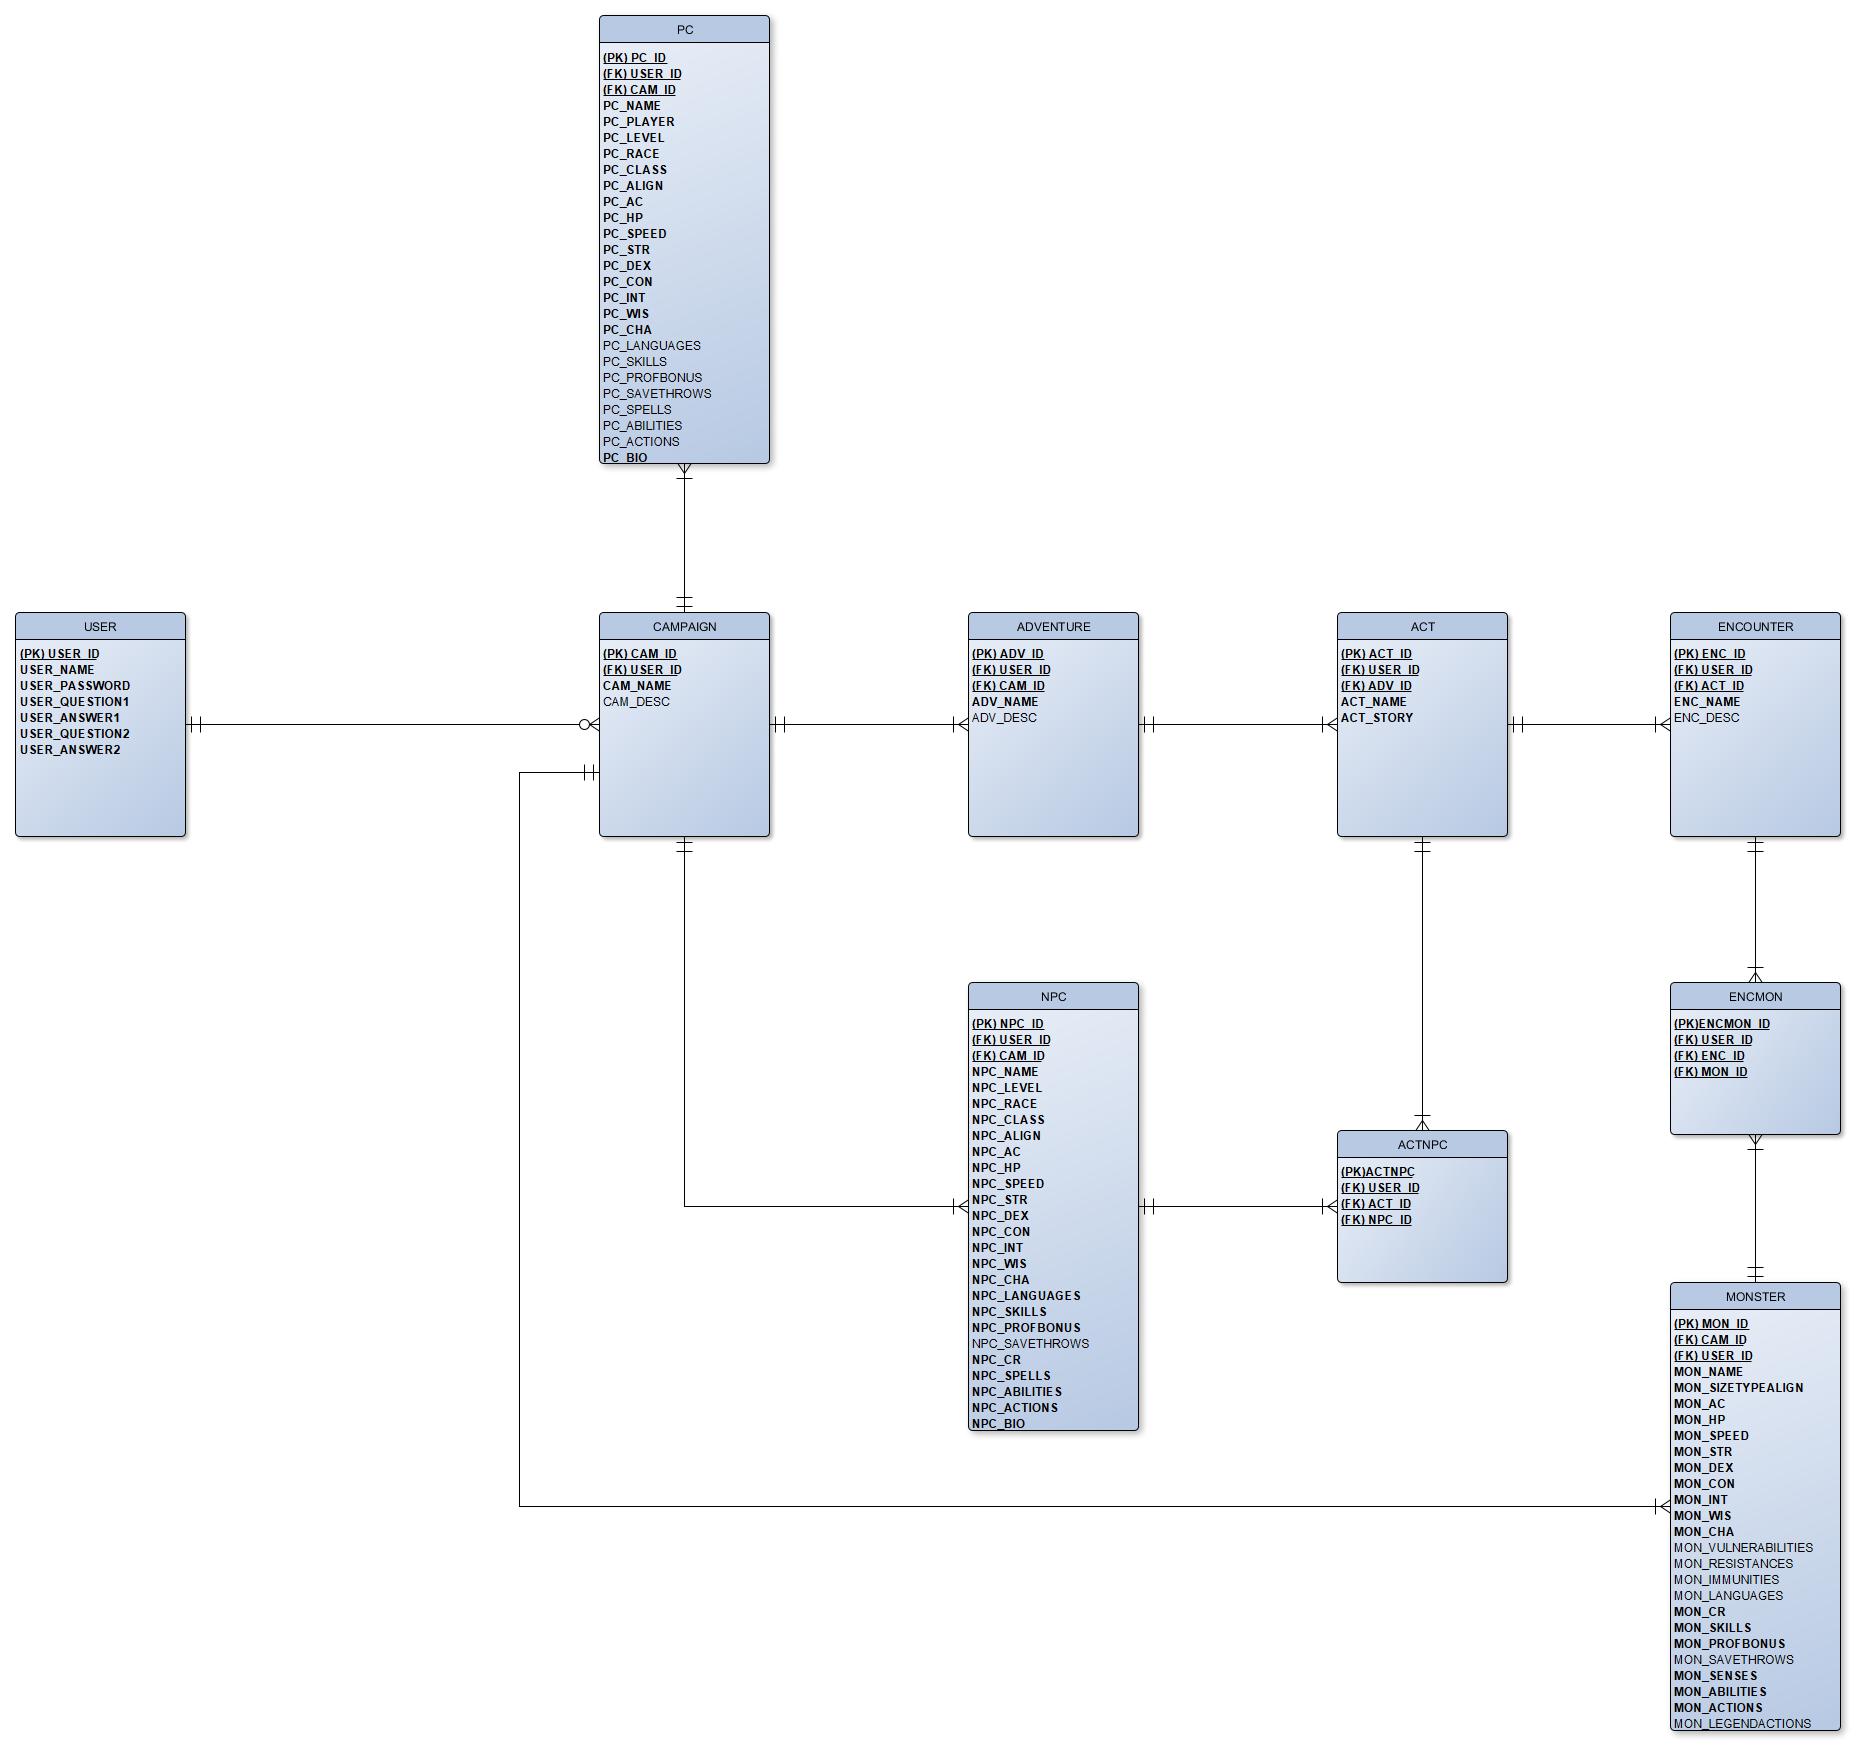 PC
(PK) PC_ID
(FK) USER_ID
(FK) CAM_ID
PC_NAME
PC_PLAYER
PC_LEVEL
PC_RACE
PC_CLASS
PC_ALIGN
PC_AC
PC_HP
PC_SPEED
PC_STR
PC_DEX
PC_CON
PC_INT
PC_WIS
PC_CHA
PC_LANGUAGES
PC_SKILLS
PC_PROFBONUS
PC_SAVETHROWS
PC_SPELLS
PC_ABILITIES
PC_ACTIONS
PC_BIO
USER
(PK) USER_ID
USER_NAME
USER_PASSWORD
USER_QUESTION1
USER_ANSWER1
USER_QUESTION2
USER_ANSWER2
CAMPAIGN
(PK) CAM_ID
(FK) USER_ID
CAM_NAME
CAM_DESC
ADVENTURE
(PK) ADV_ID
(FK) USER_ID
(FK) CAM_ID
ADV_NAME
ADV_DESC
ACT
(PK) ACT_ID
(FK) USER_ID
(FK) ADV_ID
ACT_NAME
ACT_STORY
ENCOUNTER
(PK) ENC_ID
(FK) USER_ID
(FK) ACT_ID
ENC_NAME
ENC_DESC
NPC
(PK) NPC_ID
(FK) USER_ID
(FK) CAM_ID
NPC_NAME
NPC_LEVEL
NPC_RACE
NPC_CLASS
NPC_ALIGN
NPC_AC
NPC_HP
NPC_SPEED
NPC_STR
NPC_DEX
NPC_CON
NPC_INT
NPC_WIS
NPC_CHA
NPC_LANGUAGES
NPC_SKILLS
NPC_PROFBONUS
NPC_SAVETHROWS
NPC_CR
NPC_SPELLS
NPC_ABILITIES
NPC_ACTIONS
NPC_BIO
ACTNPC
(PK)ACTNPC
(FK) USER_ID
(FK) ACT_ID
(FK) NPC_ID
ENCMON
(PK)ENCMON_ID
(FK) USER_ID
(FK) ENC_ID
(FK) MON_ID
MONSTER
(PK) MON_ID
(FK) CAM_ID
(FK) USER_ID
MON_NAME
MON_SIZETYPEALIGN
MON_AC
MON_HP
MON_SPEED
MON_STR
MON_DEX
MON_CON
MON_INT
MON_WIS
MON_CHA
MON_VULNERABILITIES
MON_RESISTANCES
MON_IMMUNITIES
MON_LANGUAGES
MON_CR
MON_SKILLS
MON_PROFBONUS
MON_SAVETHROWS
MON_SENSES
MON_ABILITIES
MON_ACTIONS
MON_LEGENDACTIONS